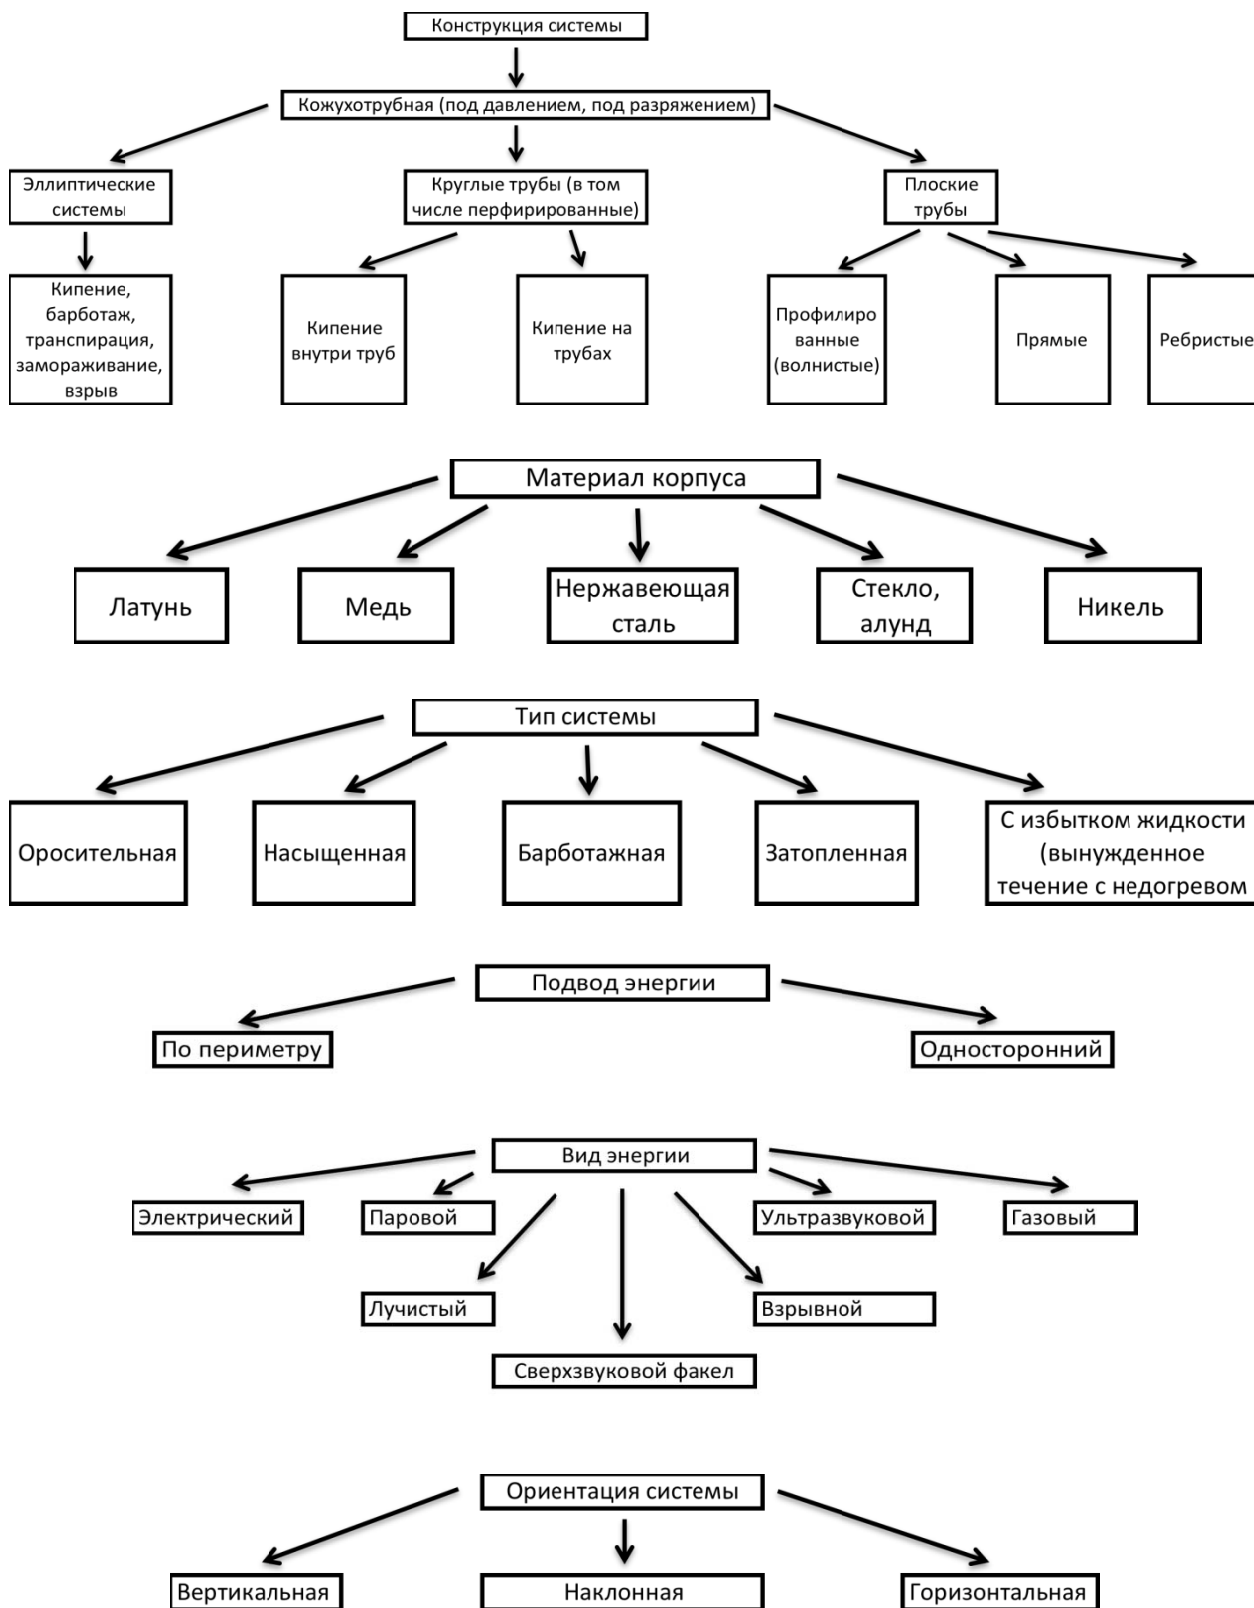 Конструкция системы
Кожухотрубная (под давлением, под разряжением)
Эллиптические
системы
Круглые трубы (в том
числе перфирированные)
Плоские
трубы
Кипение,
барботаж,
транспирация,
замораживание,
взрыв
Кипение
внутри труб
Кипение на
трубах
Профилиро
ванные
(волнистые)
Прямые
Ребристые
Материал корпуса
Латунь
Медь
Нержавеющая
сталь
Стекло,
алунд
Никель
Тип системы
Оросительная
Насыщенная
Барботажная
Затопленная
С избытком жидкости
(вынужденное
течение с недогревом
Подвод энергии
По периметру
Односторонний
Вид энергии
Электрический
Паровой
Ультразвуковой
Газовый
Лучистый
Взрывной
Сверхзвуковой факел
Ориентация системы
Вертикальная
Наклонная
Горизонтальная